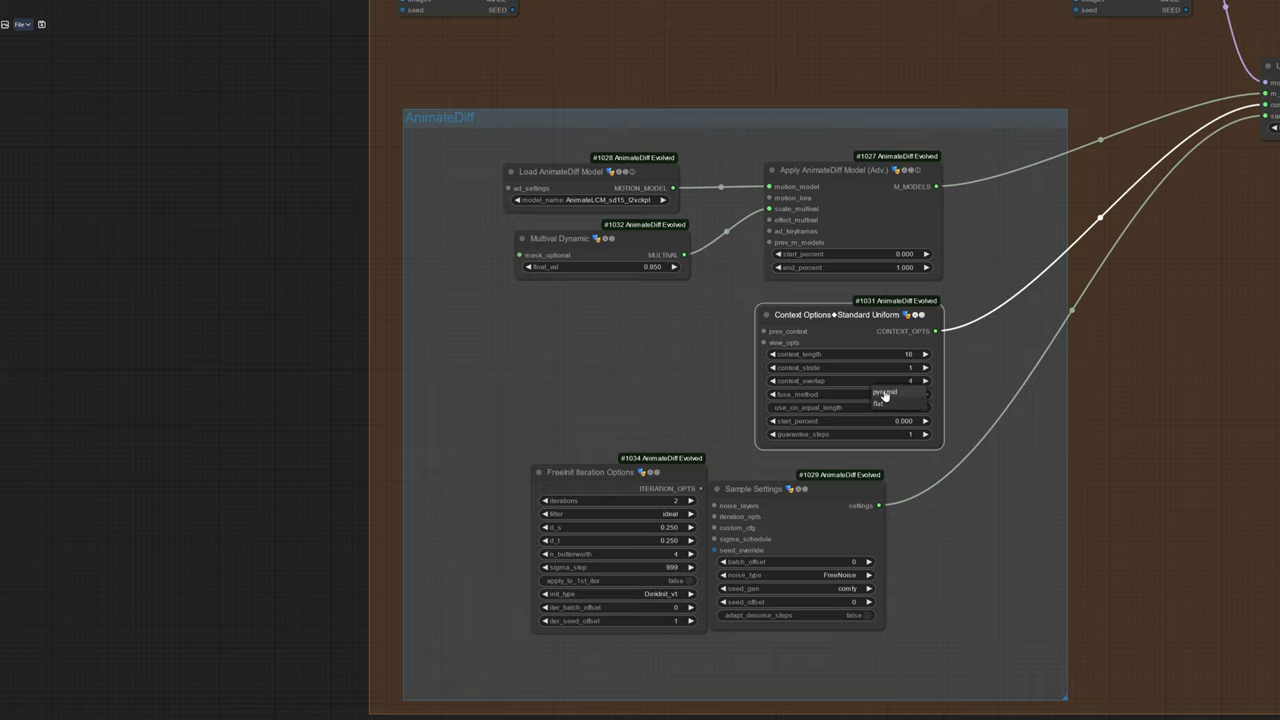 seed SEED
seed SEED
File
AnimateDiff
#1028 AnimateDiff Evolved
Load AnimateDiff Model
ad_settings MOTION_MODEL
model_name AnimateLCM_sd15_t2v.ckpt
#1032 AnimateDiff Evolved
Multival Dynamic
mask_optional MULTIVAL
float_val 0.950
#1027 AnimateDiff Evolved
Apply AnimateDiff Model (Adv.)
motion_model M_MODELS
motion_lora
scale_multival
effect_multival
ad_keyframes
prev_m_models
start_percent 0.000
end_percent 1.000
#1031 AnimateDiff Evolved
Context Options◆Standard Uniform
prev_context CONTEXT_OPTS
view_opts
context_length 16
context_stride 1
context_overlap 4
fuse_method
pyramid
flat
use_on_equal_length
start_percent 0.000
guarantee_steps 1
#1034 AnimateDiff Evolved
FreeInit Iteration Options
ITERATION_OPTS
iterations 2
filter ideal
d_s 0.250
d_t 0.250
n_butterworth 4
sigma_step 999
apply_to_1st_iter false
init_type DinkInit_v1
iter_batch_offset 0
iter_seed_offset 1
#1029 AnimateDiff Evolved
Sample Settings
noise_layers settings
iteration_opts
custom_cfg
sigma_schedule
seed_override
batch_offset 0
noise_type FreeNoise
seed_gen comfy
seed_offset 0
adapt_denoise_steps false